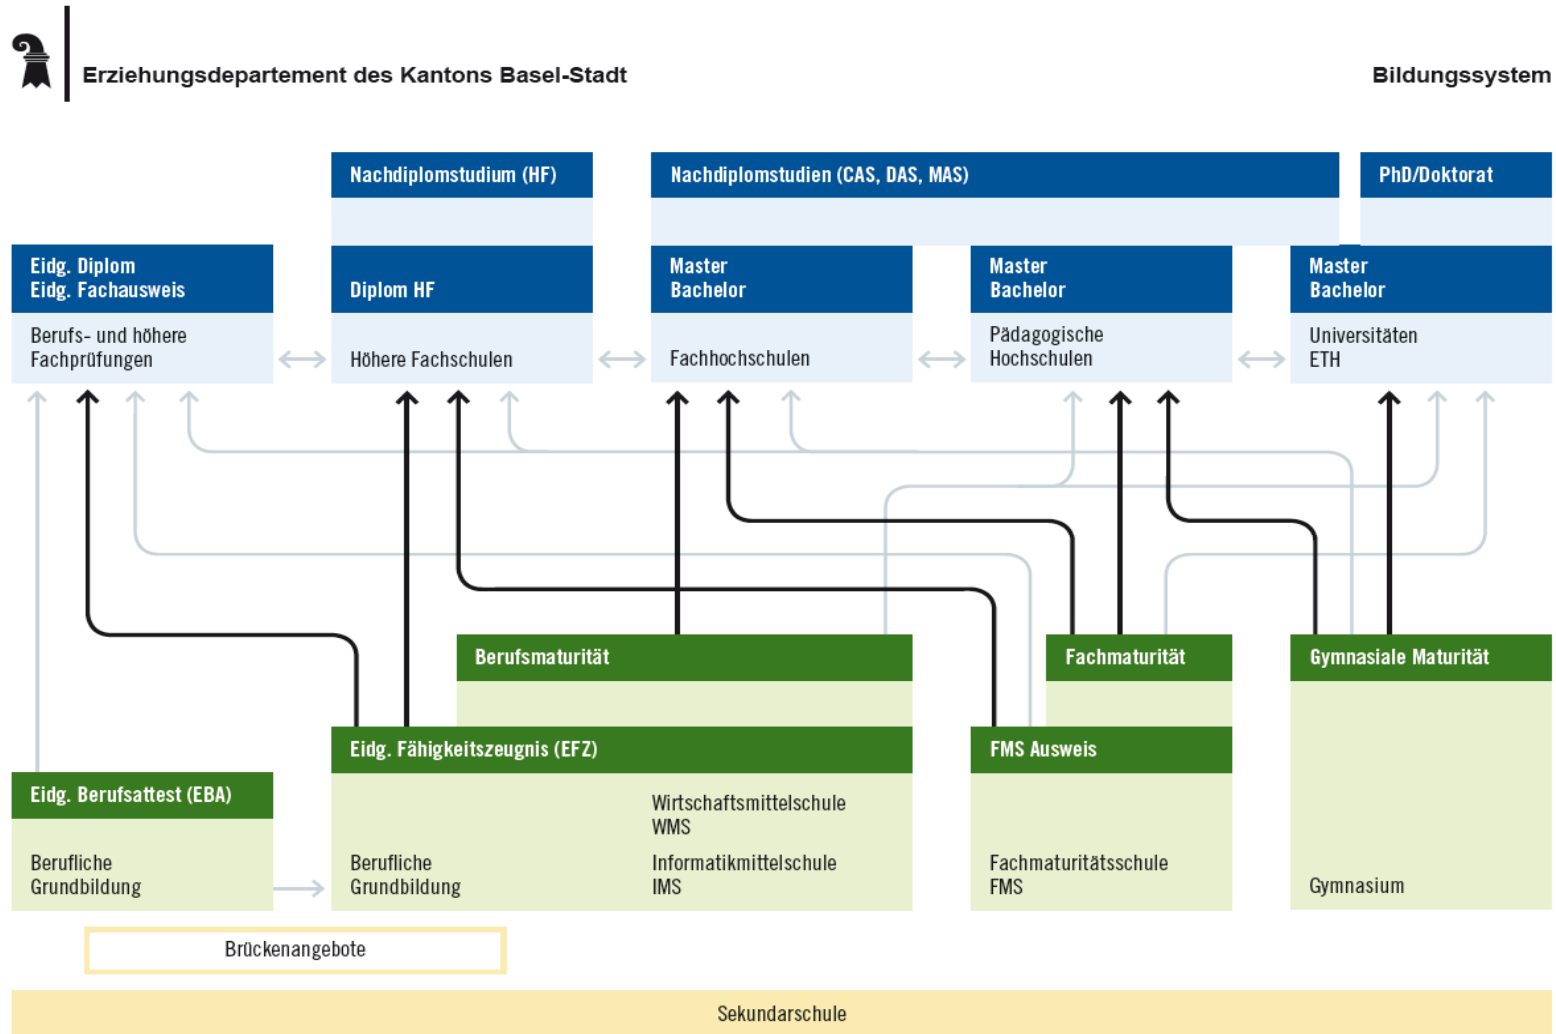 Erziehungsdepartement des Kantons Basel-Stadt
Bildungssystem
Nachdiplomstudium (HF)
Nachdiplomstudien (CAS, DAS, MAS)
PhD/Doktorat
Eidg. Diplom
Eidg. Fachausweis
Diplom HF
Master
Bachelor
Master
Bachelor
Master
Bachelor
Berufs- und höhere
Fachprüfungen
Höhere Fachschulen
Fachhochschulen
Pädagogische
Hochschulen
Universitäten
ETH
Berufsmaturität
Fachmaturität
Gymnasiale Maturität
Eidg. Fähigkeitszeugnis (EFZ)
FMS Ausweis
Eidg. Berufsattest (EBA)
Berufliche
Grundbildung
Berufliche
Grundbildung
Wirtschaftsmittelschule
WMS
Informatikmittelschule
IMS
Fachmaturitätsschule
FMS
Gymnasium
Brückenangebote
Sekundarschule